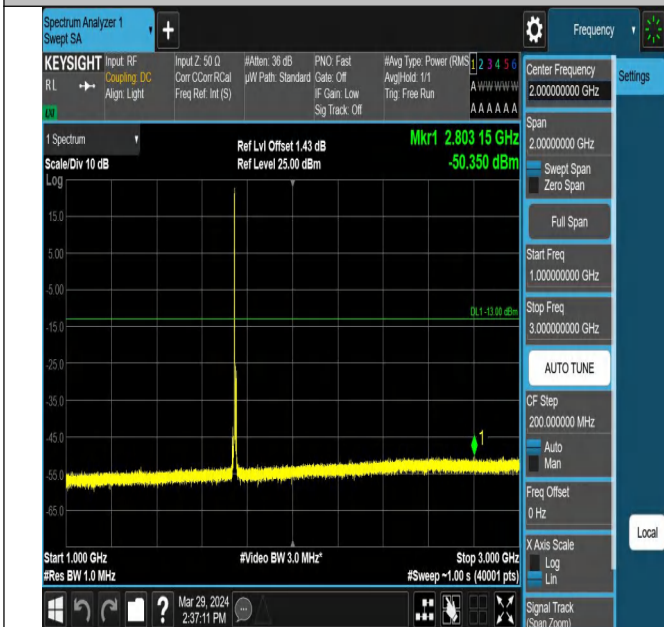 Spectrum Analyzer 1
Swept SA
+
Frequency
KEYSIGHT
RL
LXI
Input: RF
Coupling: DC
Align: Light
Input Z: 50 Ω
Corr CCorr RCal
Freq Ref: Int (S)
#Atten: 36 dB
µW Path: Standard
PNO: Fast
Gate: Off
IF Gain: Low
Sig Track: Off
#Avg Type: Power (RMS
Avg|Hold: 1/1
Trig: Free Run
1 2 3 4 5 6
A WW WW W
A A A A A A
1 Spectrum
Scale/Div 10 dB
Log
Ref Lvl Offset 1.43 dB
Ref Level 25.00 dBm
Mkr1 2.803 15 GHz
-50.350 dBm
15.0
5.00
-5.00
-15.0
-25.0
-35.0
-45.0
-55.0
-65.0
DL1 -13.00 dBm
1
Start 1.000 GHz
#Res BW 1.0 MHz
#Video BW 3.0 MHz*
Stop 3.000 GHz
#Sweep ~1.00 s (40001 pts)
Center Frequency
2.000000000 GHz
Span
2.00000000 GHz
Swept Span
Zero Span
Full Span
Start Freq
1.000000000 GHz
Stop Freq
3.000000000 GHz
AUTO TUNE
CF Step
200.000000 MHz
Auto
Man
Freq Offset
0 Hz
X Axis Scale
Log
Lin
Signal Track
(Span Zoom)
Settings
Local
?
Mar 29, 2024
2:37:11 PM